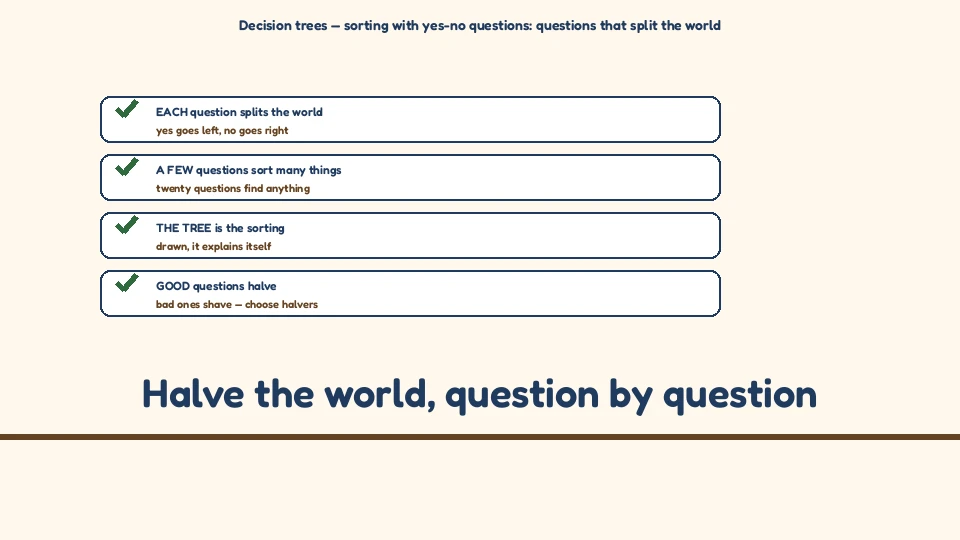 Decision trees — sorting with yes-no questions: questions that split the world
EACH question splits the world
yes goes left, no goes right
A FEW questions sort many things
twenty questions find anything
THE TREE is the sorting
drawn, it explains itself
GOOD questions halve
bad ones shave — choose halvers
Halve the world, question by question